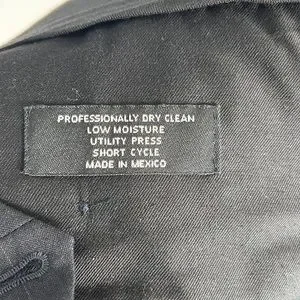 PROFESSIONALLY DRY CLEAN
LOW MOISTURE
UTILITY PRESS
SHORT CYCLE
MADE IN MEXICO